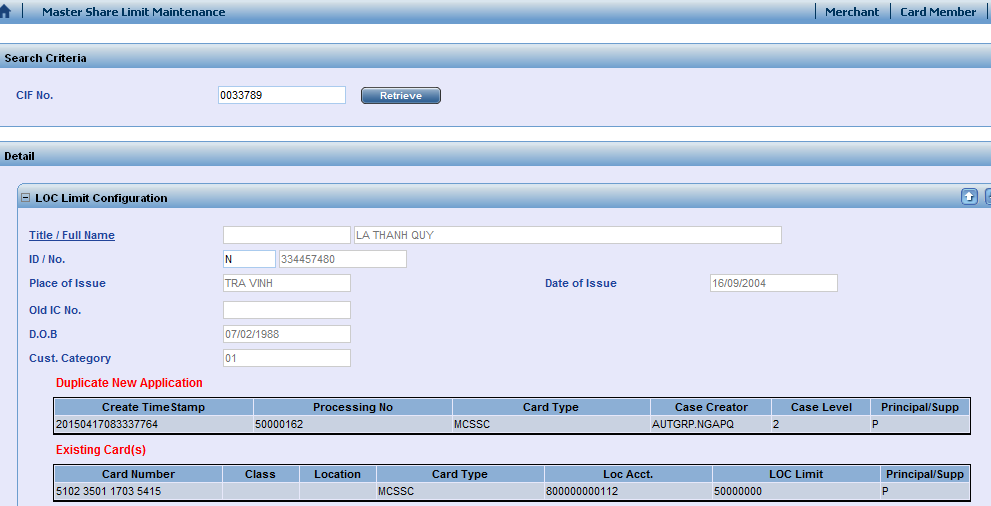 Master Share Limit Maintenance Merchant Card Member
Search Criteria
CIF No. 0033789 Retrieve
Detail
LOC Limit Configuration
Title / Full Name LA THANH QUY
ID / No. N 334457480
Place of Issue TRA VINH Date of Issue 16/09/2004
Old IC No.
D.O.B 07/02/1988
Cust. Category 01
Duplicate New Application
Create TimeStamp Processing No Card Type Case Creator Case Level Principal/Supp
20150417083337764 50000162 MCSSC AUTGRP.NGAPQ 2 P
Existing Card(s)
Card Number Class Location Card Type Loc Acct. LOC Limit Principal/Supp
5102 3501 1703 5415 MCSSC 800000000112 50000000 P